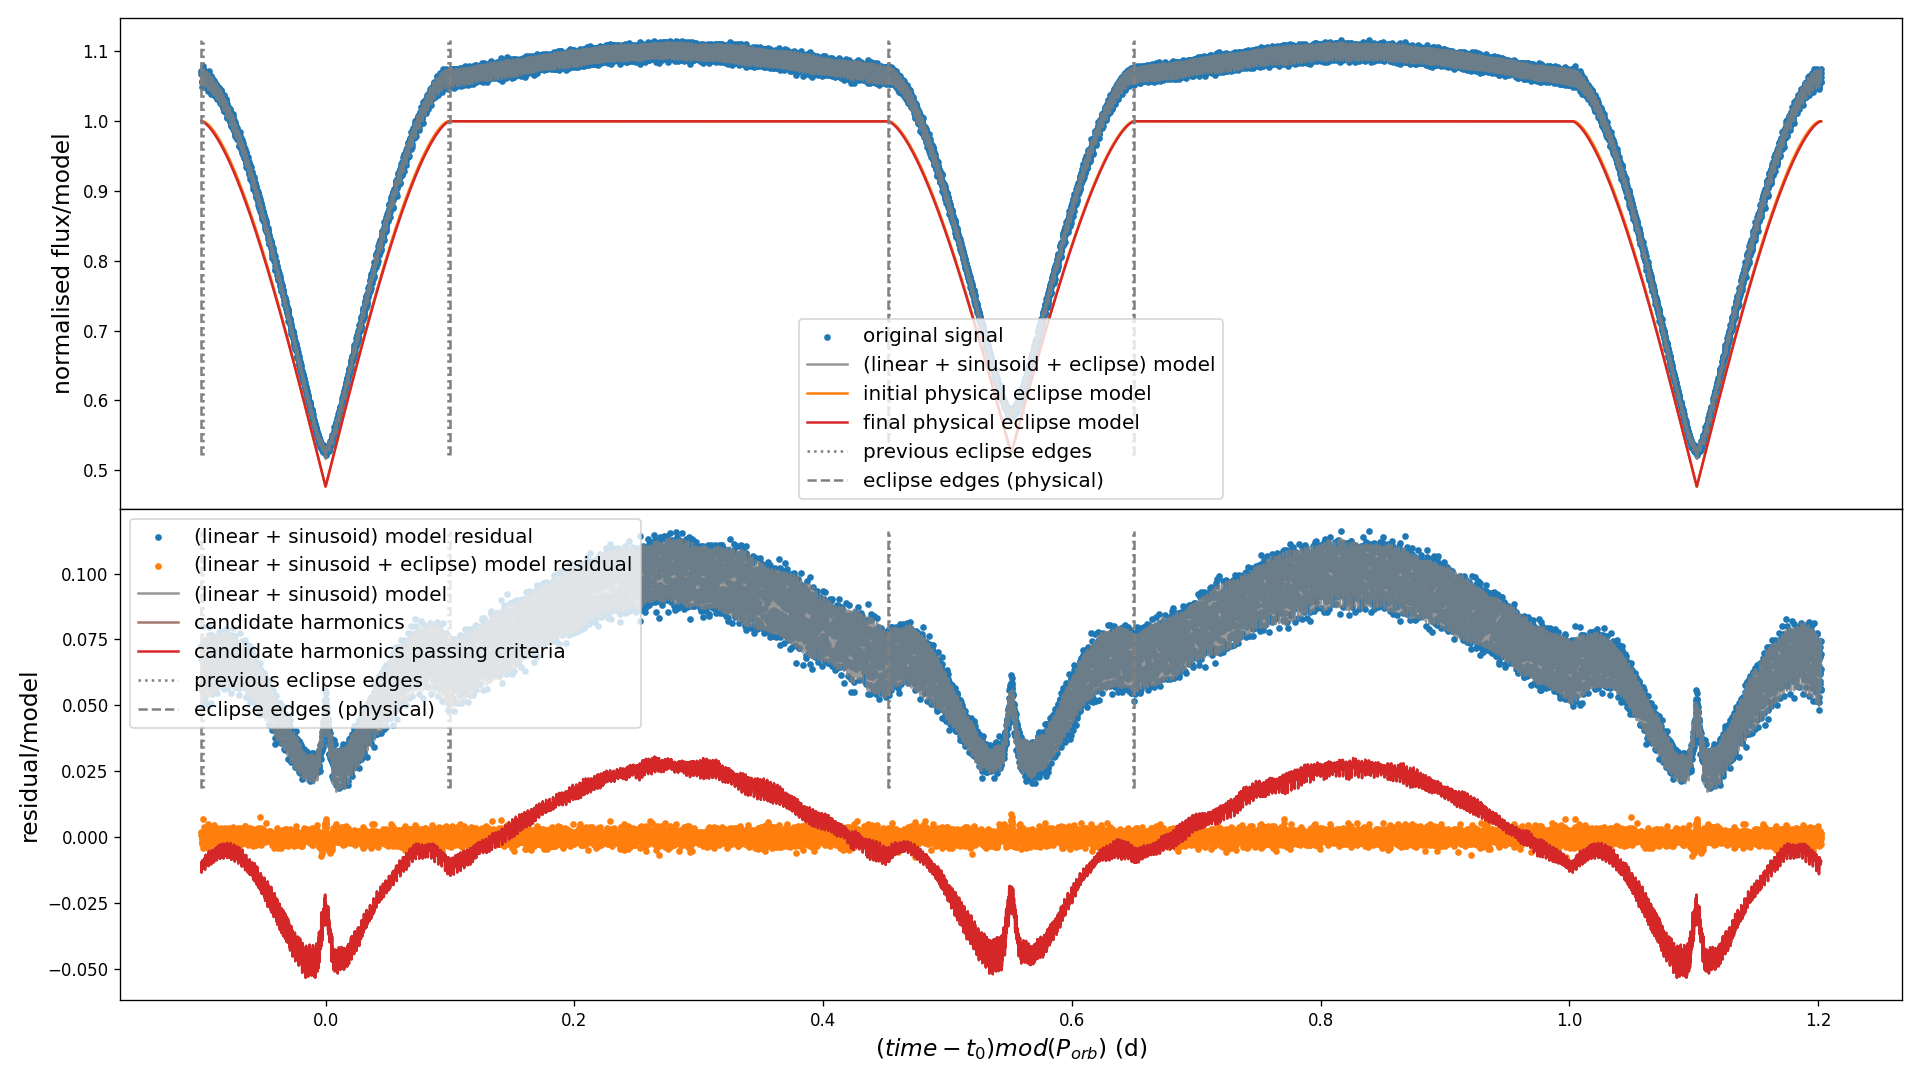 normalised flux/model
1.1
1.0
0.9
0.8
0.7
0.6
0.5
original signal
(linear + sinusoid + eclipse) model
initial physical eclipse model
final physical eclipse model
previous eclipse edges
eclipse edges (physical)
residual/model
0.100
0.075
0.050
0.025
0.000
−0.025
−0.050
(linear + sinusoid) model residual
(linear + sinusoid + eclipse) model residual
(linear + sinusoid) model
candidate harmonics
candidate harmonics passing criteria
previous eclipse edges
eclipse edges (physical)
0.0 0.2 0.4 0.6 0.8 1.0 1.2
(time − t₀)mod(P_orb) (d)